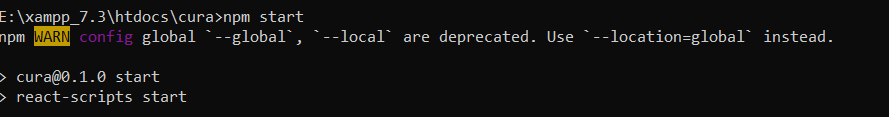 E:\xampp_7.3\htdocs\cura>npm start
npm WARN config global `--global`, `--local` are deprecated. Use `--location=global` instead.
> cura@0.1.0 start
> react-scripts start